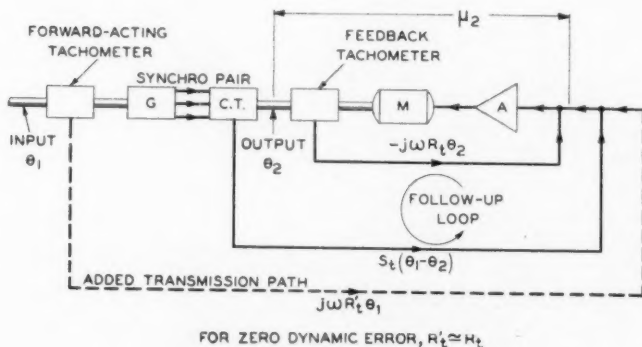 μ₂
FORWARD-ACTING
TACHOMETER
FEEDBACK
TACHOMETER
SYNCHRO PAIR
G
C.T.
M
A
INPUT
θ₁
OUTPUT
θ₂
-jωRₜθ₂
FOLLOW-UP
LOOP
Sₜ(θ₁-θ₂)
ADDED TRANSMISSION PATH
jωR'ₜθ₁
FOR ZERO DYNAMIC ERROR, R'ₜ≃Rₜ